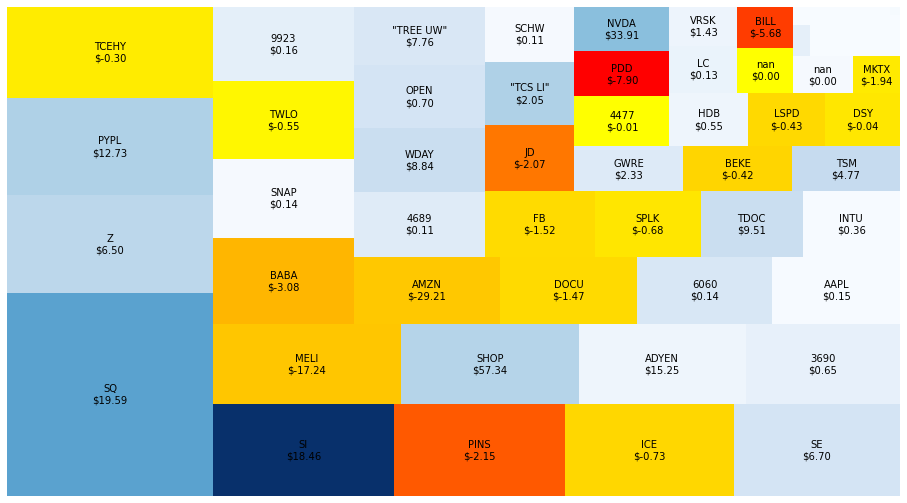 TCEHY
$-0.30
PYPL
$12.73
Z
$6.50
SQ
$19.59
9923
$0.16
TWLO
$-0.55
SNAP
$0.14
BABA
$-3.08
"TREE UW"
$7.76
OPEN
$0.70
WDAY
$8.84
4689
$0.11
SCHW
$0.11
"TCS LI"
$2.05
JD
$-2.07
NVDA
$33.91
PDD
$-7.90
4477
$-0.01
VRSK
$1.43
LC
$0.13
BILL
$-5.68
nan
$0.00
nan
$0.00
MKTX
$-1.94
HDB
$0.55
LSPD
$-0.43
DSY
$-0.04
GWRE
$2.33
BEKE
$-0.42
TSM
$4.77
FB
$-1.52
SPLK
$-0.68
TDOC
$9.51
INTU
$0.36
AMZN
$-29.21
DOCU
$-1.47
6060
$0.14
AAPL
$0.15
MELI
$-17.24
SHOP
$57.34
ADYEN
$15.25
3690
$0.65
SI
$18.46
PINS
$-2.15
ICE
$-0.73
SE
$6.70